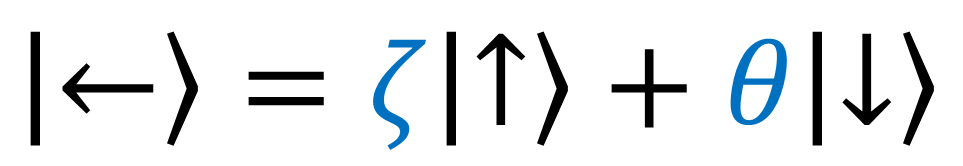 |←⟩ = ζ|↑⟩ + θ|↓⟩